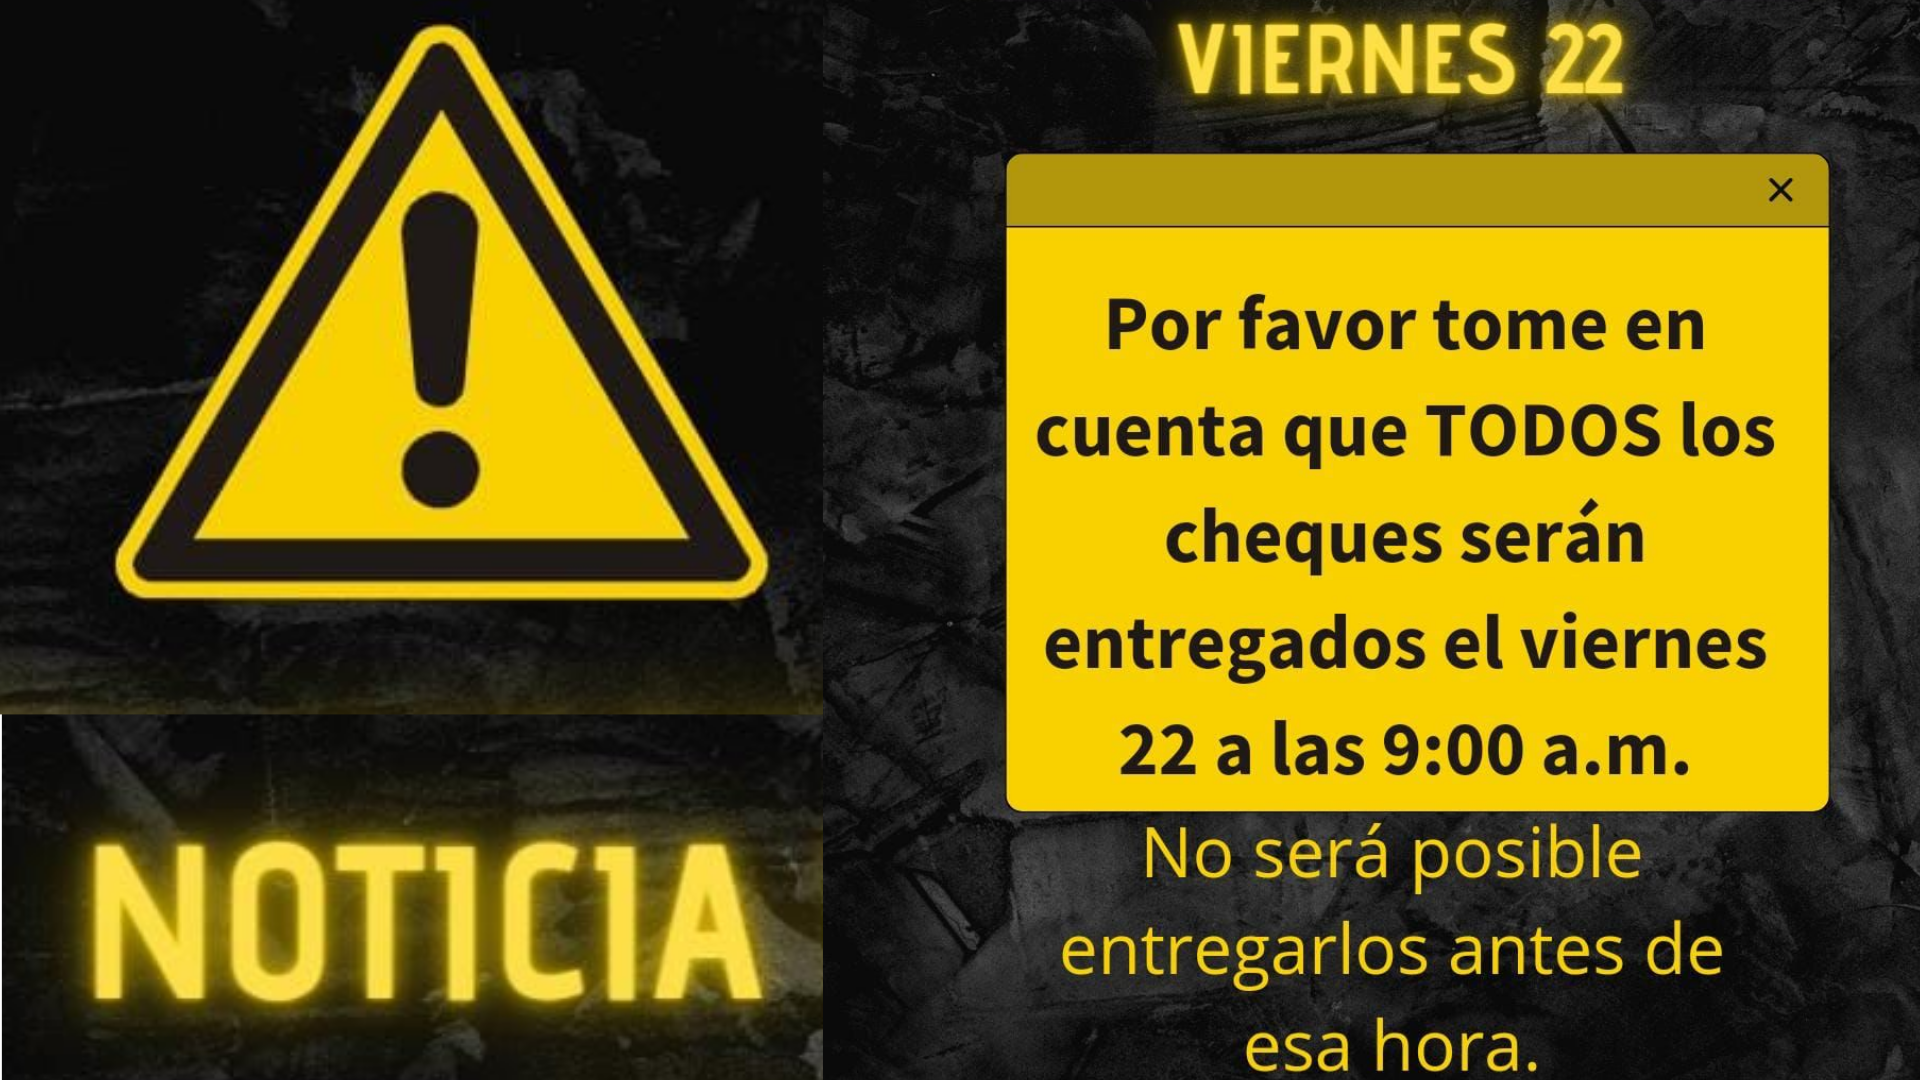 NOTICIA
VIERNES 22
Por favor tome en
cuenta que TODOS los
cheques serán
entregados el viernes
22 a las 9:00 a.m.
No será posible
entregarlos antes de
esa hora.